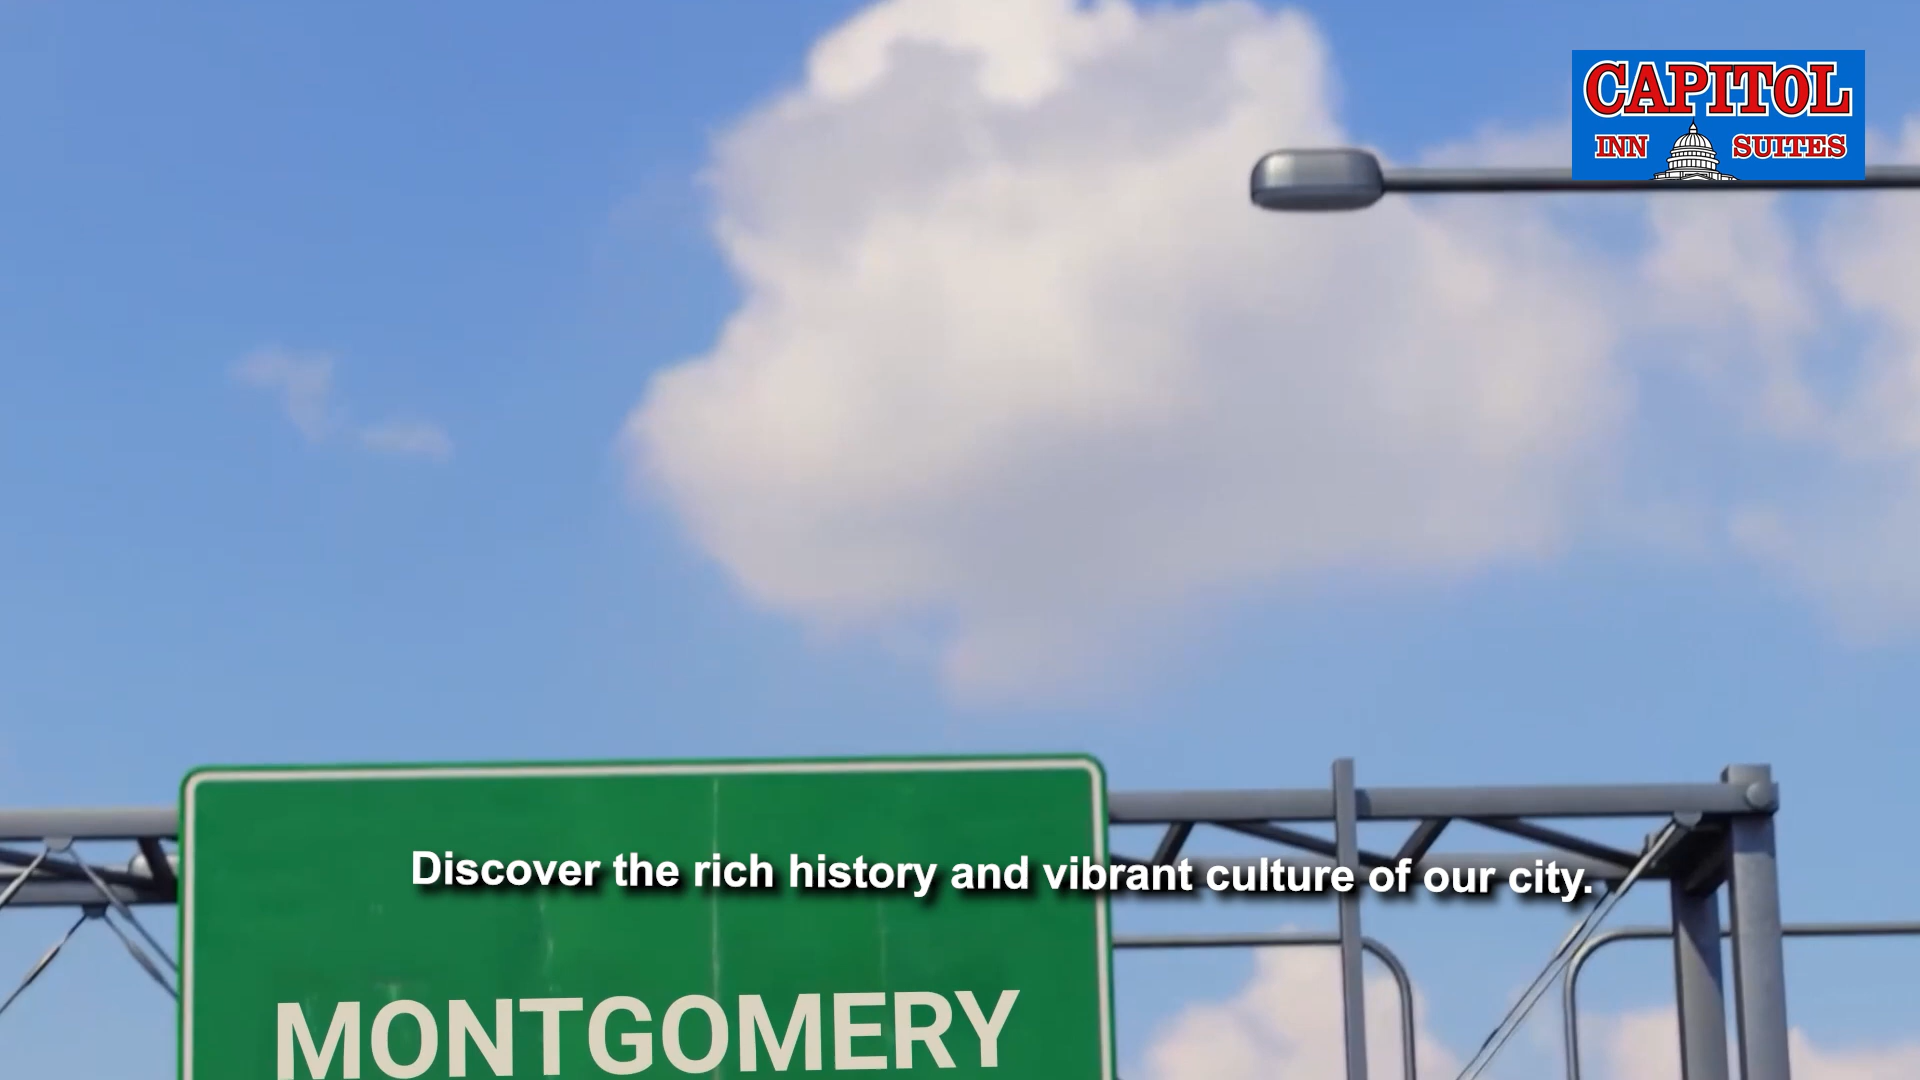 CAPITOL
INN SUITES
Discover the rich history and vibrant culture of our city.
MONTGOMERY